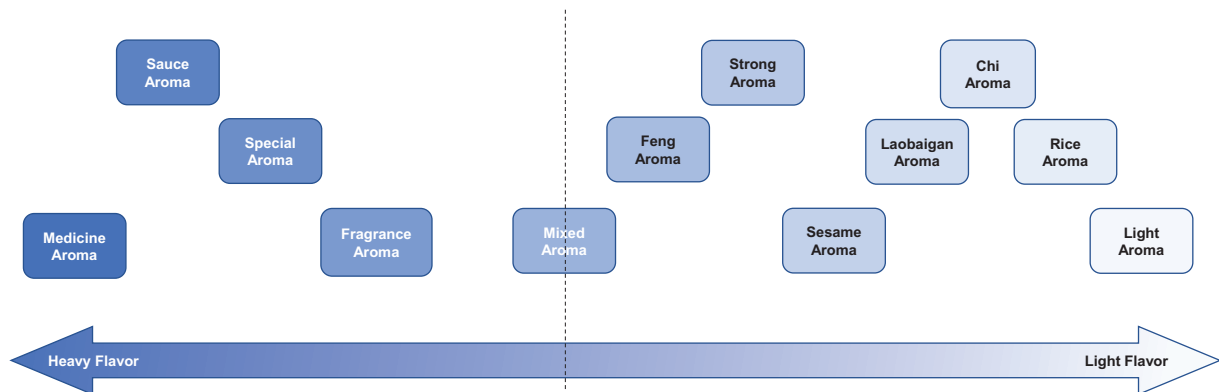 Sauce
Aroma
Strong
Aroma
Chi
Aroma
Special
Aroma
Feng
Aroma
Laobaigan
Aroma
Rice
Aroma
Medicine
Aroma
Fragrance
Aroma
Mixed
Aroma
Sesame
Aroma
Light
Aroma
Heavy Flavor
Light Flavor